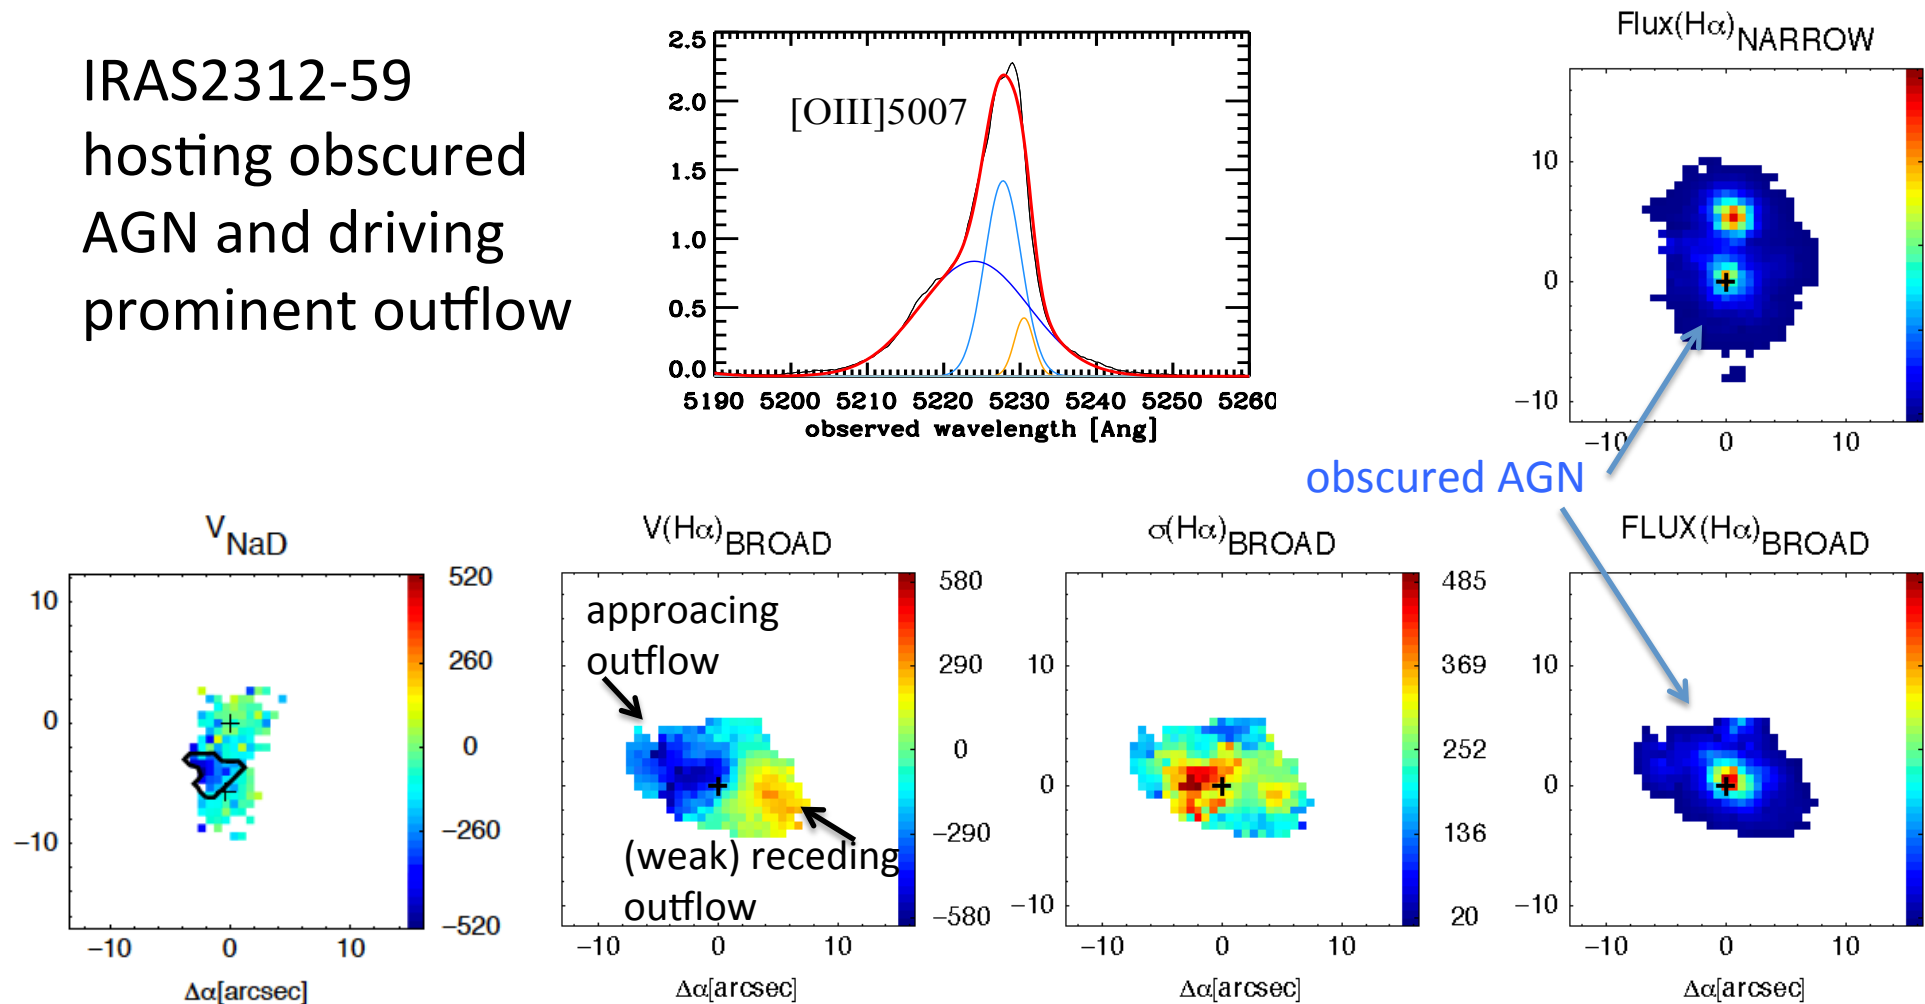 IRAS2312-59
hosting obscured
AGN and driving
prominent outflow
[OIII]5007
2.5
2.0
1.5
1.0
0.5
0.0
5190 5200 5210 5220 5230 5240 5250 5260
observed wavelength [Ang]
Flux(Hα)NARROW
10
0
−10
−10 0 10
obscured AGN
VNaD
10
0
−10
520
260
0
−260
−520
−10 0 10
Δα[arcsec]
V(Hα)BROAD
approacing
outflow
(weak) receding
outflow
580
290
0
−290
−580
−10 0 10
Δα[arcsec]
σ(Hα)BROAD
10
0
−10
485
369
252
136
20
−10 0 10
Δα[arcsec]
FLUX(Hα)BROAD
10
0
−10
−10 0 10
Δα[arcsec]